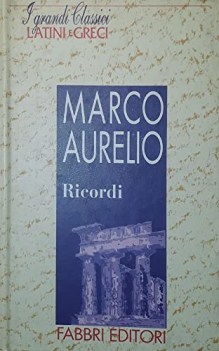 I grandi Classici
LATINI E GRECI
MARCO
AURELIO
Ricordi
FABBRI EDITORI